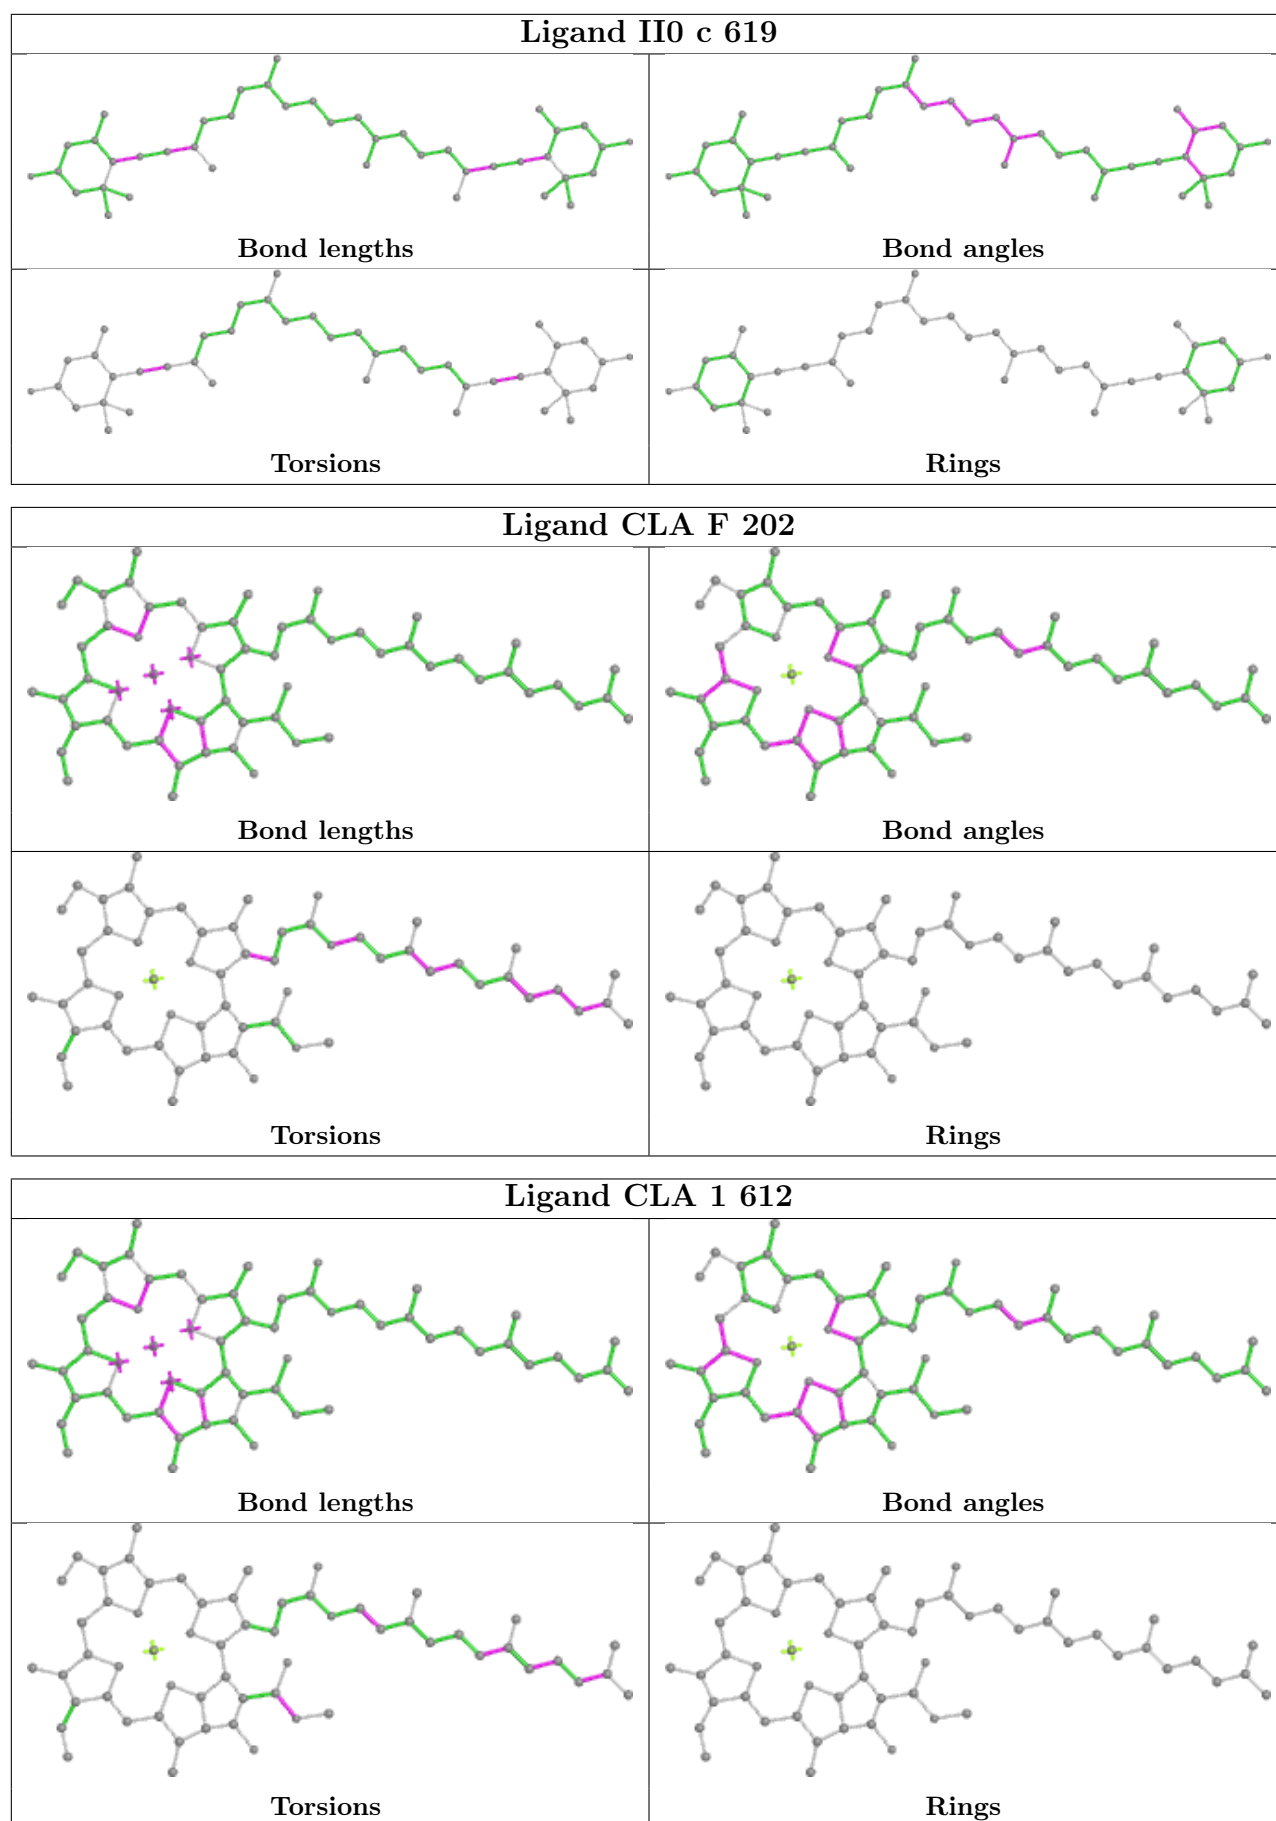 Ligand II0 c 619
Bond lengths
Bond angles
Torsions
Rings
Ligand CLA F 202
Bond lengths
Bond angles
Torsions
Rings
Ligand CLA 1 612
Bond lengths
Bond angles
Torsions
Rings